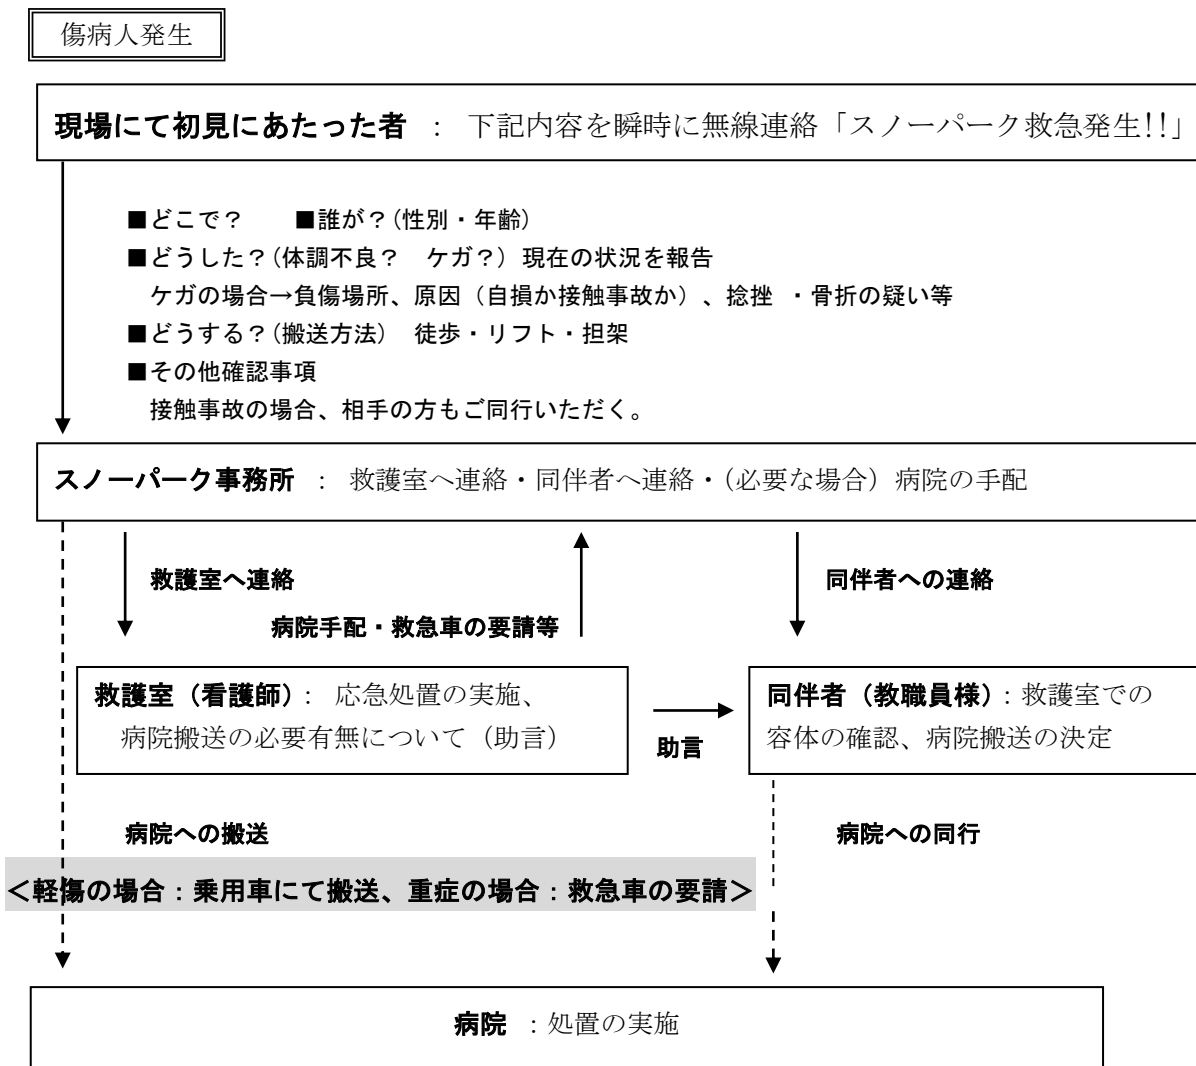 傷病人発生
現場にて初見にあたった者 : 下記内容を瞬時に無線連絡「スノーパーク救急発生!!」
■どこで? ■誰が?(性別・年齢)
■どうした?(体調不良? ケガ?) 現在の状況を報告
ケガの場合→負傷場所、原因(自損か接触事故か)、捻挫 ・骨折の疑い等
■どうする?(搬送方法) 徒歩・リフト・担架
■その他確認事項
接触事故の場合、相手の方もご同行いただく。
スノーパーク事務所 : 救護室へ連絡・同伴者へ連絡・(必要な場合) 病院の手配
救護室へ連絡
同伴者への連絡
病院手配・救急車の要請等
救護室(看護師): 応急処置の実施、
病院搬送の必要有無について(助言)
助言
同伴者(教職員様): 救護室での
容体の確認、病院搬送の決定
病院への搬送
病院への同行
<軽傷の場合:乗用車にて搬送、重症の場合:救急車の要請>
病院 :処置の実施